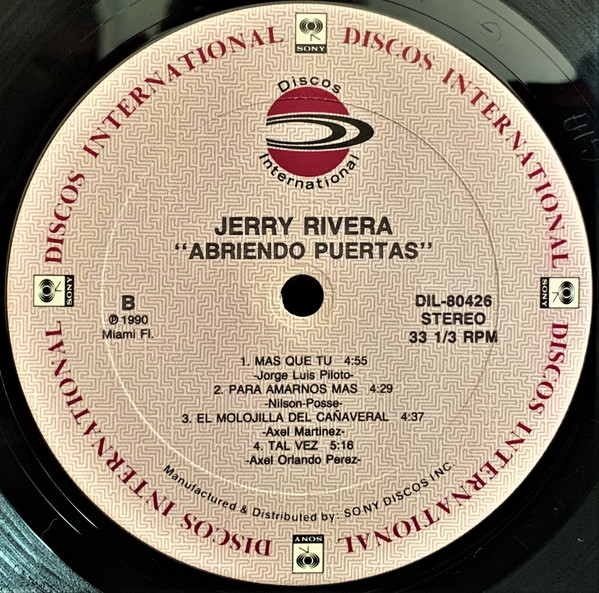 DISCOS INTERNATIONAL
SONY
DISCOS INTERNATIONAL
SONY
DISCOS INTERNATIONAL
SONY
DISCOS INTERNATIONAL
SONY
Discos
International
JERRY RIVERA
"ABRIENDO PUERTAS"
B
℗ 1990
Miami Fl.
DIL-80426
STEREO
33 1/3 RPM
1. MAS QUE TU 4:55
-Jorge Luis Piloto-
2. PARA AMARNOS MAS 4:29
-Nilson-Posse-
3. EL MOLOJILLA DEL CAÑAVERAL 4:37
-Axel Martinez-
4. TAL VEZ 5:16
-Axel Orlando Perez-
Manufactured & Distributed by: SONY DISCOS INC